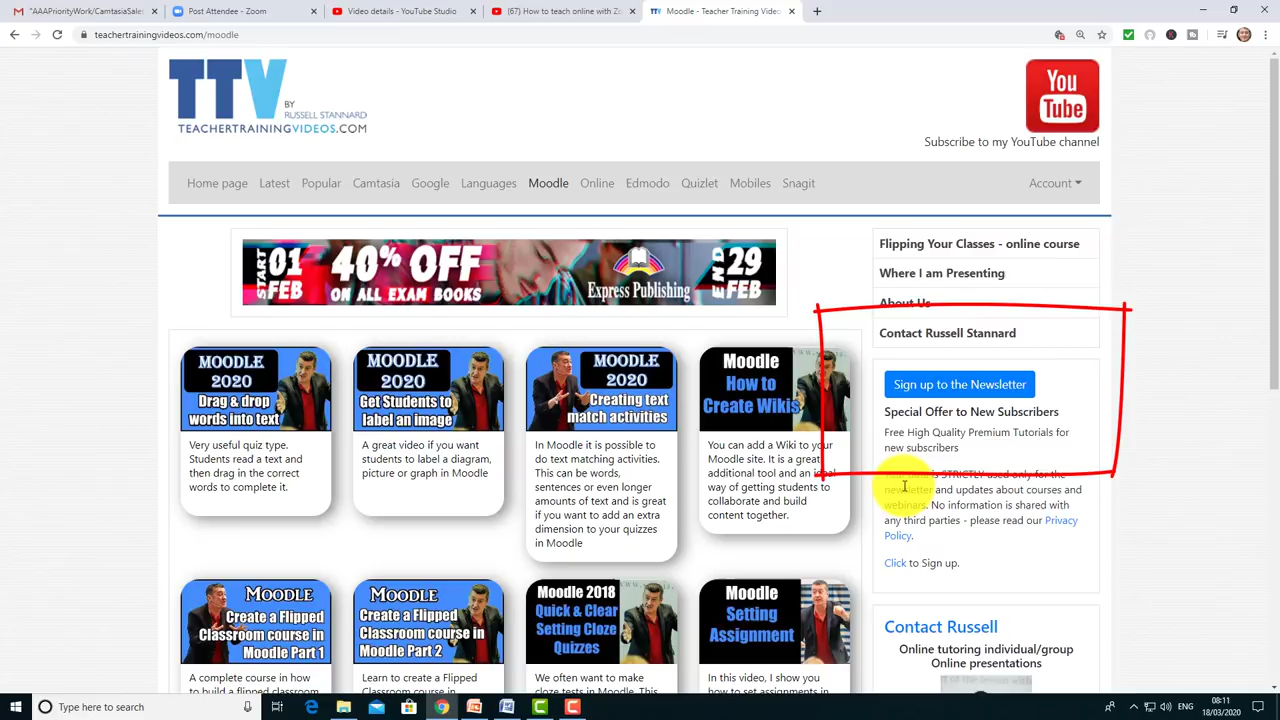 "AAAPriorityWork/CamtasiaSales
Post Attendee - Zoom
Video details - YouTube Studio
(67) How to teach online with Zo
Moodle - Teacher Training Videos
teachertrainingvideos.com/moodle
TTV
BY
RUSSELL STANNARD
TEACHERTRAININGVIDEOS.COM
You
Tube
Subscribe to my YouTube channel
Home page Latest Popular Camtasia Google Languages Moodle Online Edmodo Quizlet Mobiles Snagit Account
START
01
FEB
40% OFF
ON ALL EXAM BOOKS
Express Publishing
END
29
FEB
Flipping Your Classes - online course
Where I am Presenting
About Us
Contact Russell Stannard
MOODLE
2020
Drag & drop
words into text
Very useful quiz type.
Students read a text and
then drag in the correct
words to complete it.
MOODLE
2020
Get Students to
label an image
A great video if you want
students to label a diagram,
picture or graph in Moodle
MOODLE
2020
Creating text
match activities
In Moodle it is possible to
do text matching activities.
This can be words,
sentences or even longer
amounts of text and is great
if you want to add an extra
dimension to your quizzes
in Moodle
Moodle
How to
Create Wikis
You can add a Wiki to your
Moodle site. It is a great
additional tool and an ideal
way of getting students to
collaborate and build
content together.
Sign up to the Newsletter
Special Offer to New Subscribers
Free High Quality Premium Tutorials for
new subscribers
Your data is STRICTLY used only for the
newsletter and updates about courses and
webinars. No information is shared with
any third parties - please read our Privacy
Policy.
Click to Sign up.
MOODLE
Create a Flipped
Classroom course in
Moodle Part 1
A complete course in how
to build a flipped classroom
MOODLE
Create a Flipped
Classroom course in
Moodle Part 2
Learn to create a Flipped
Classroom course in
Moodle 2018
Quick & Clear
Setting Cloze
Quizzes
We often want to make
cloze tests in Moodle. This
Moodle
Setting
Assignment
In this video, I show you
how to set assignments in
Contact Russell
Online tutoring individual/group
Online presentations
Type here to search
ENG
08:11
18/03/2020